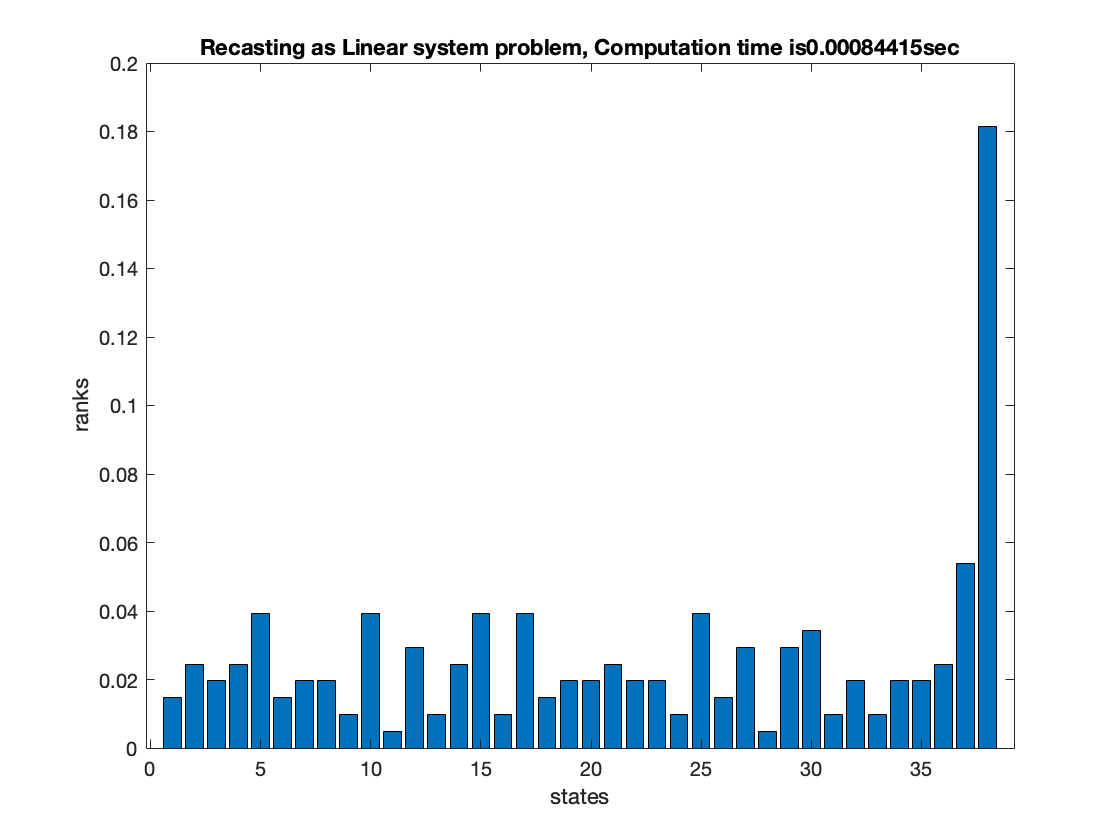 Recasting as Linear system problem, Computation time is0.00084415sec
0.2
0.18
0.16
0.14
0.12
0.1
0.08
0.06
0.04
0.02
0
ranks
0 5 10 15 20 25 30 35
states